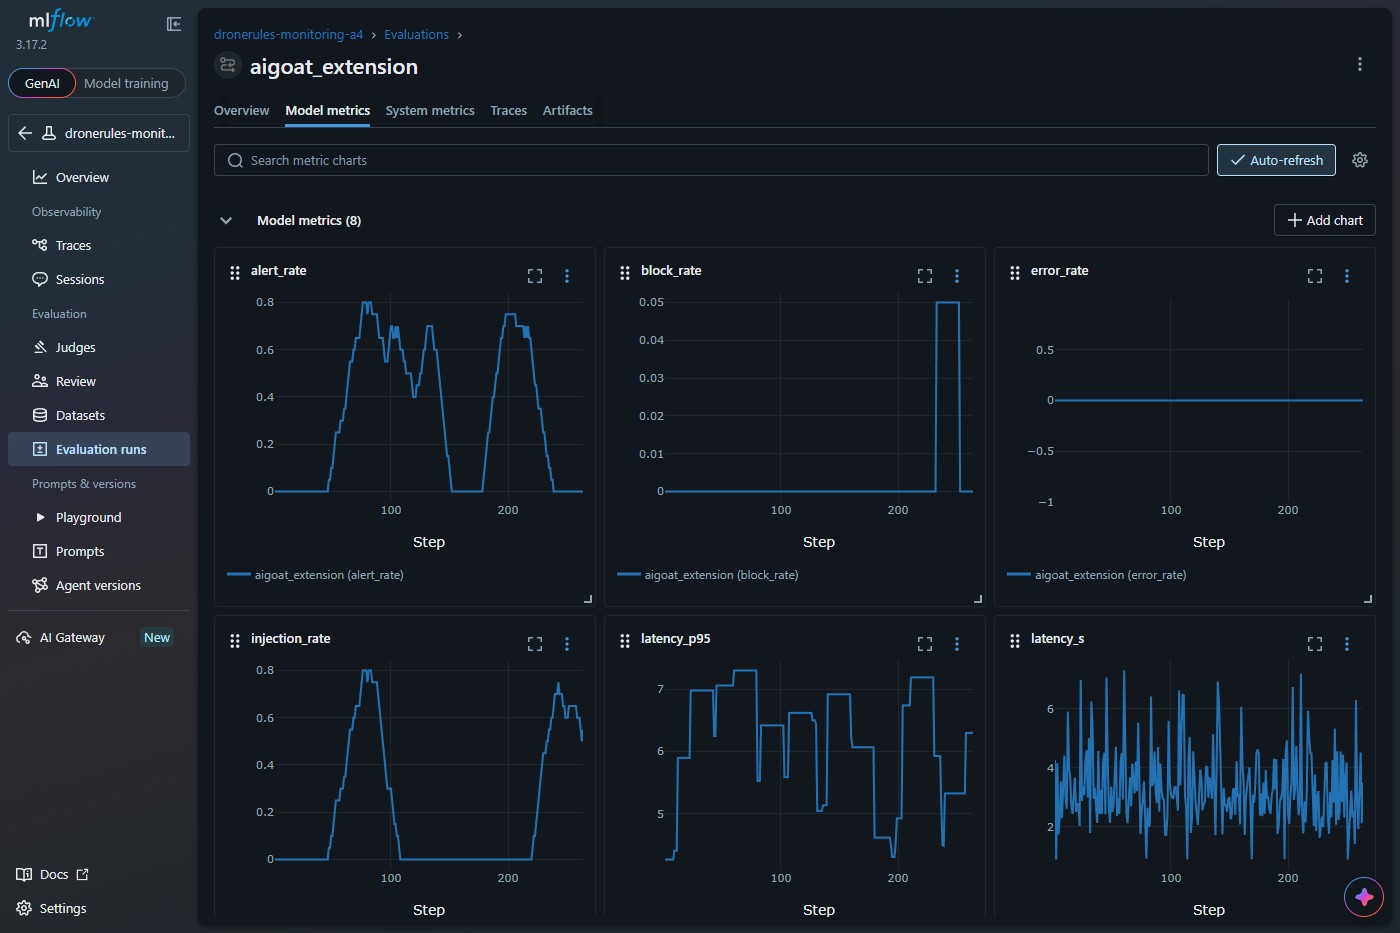 mlflow
3.17.2
GenAI
Model training
dronerules-monit...
Overview
Observability
Traces
Sessions
Evaluation
Judges
Review
Datasets
Evaluation runs
Prompts & versions
Playground
Prompts
Agent versions
AI Gateway New
Docs
Settings
dronerules-monitoring-a4 › Evaluations ›
aigoat_extension
Overview Model metrics System metrics Traces Artifacts
Search metric charts
Auto-refresh
Model metrics (8)
Add chart
alert_rate
0.8
0.6
0.4
0.2
0
100 200
Step
aigoat_extension (alert_rate)
block_rate
0.05
0.04
0.03
0.02
0.01
0
100 200
Step
aigoat_extension (block_rate)
error_rate
0.5
0
−0.5
−1
100 200
Step
aigoat_extension (error_rate)
injection_rate
0.8
0.6
0.4
0.2
0
100 200
Step
latency_p95
7
6
5
100 200
Step
latency_s
6
4
2
100 200
Step